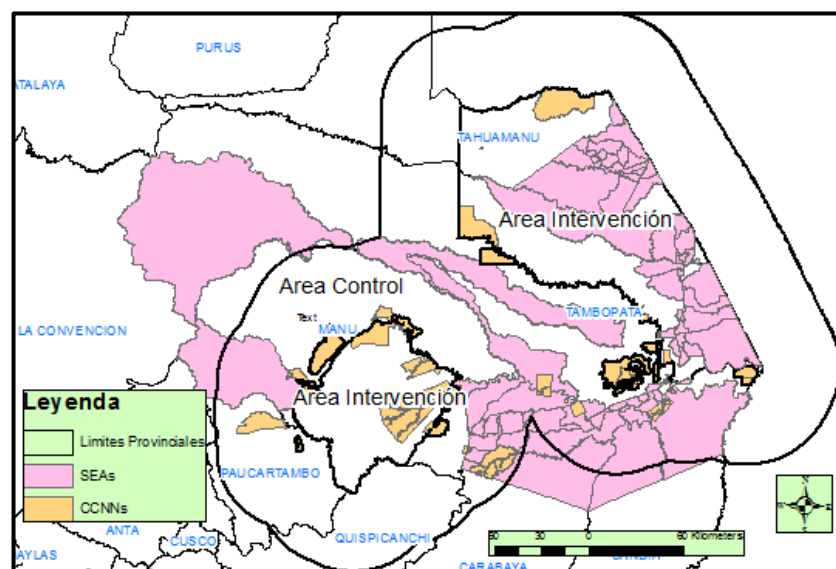 PURUS
ATALAYA
TAHUAMANU
Area Intervención
Area Control
Text
MANU
TAMBOPATA
LA CONVENCION
Area Intervención
Leyenda
Limites Provinciales
SEAs
CCNNs
PAUCARTAMBO
ANTA
CUSCO
QUISPICANCHI
AYLAS
CARABAYA
N
W
E
S
60 30 0 60 Kilometers